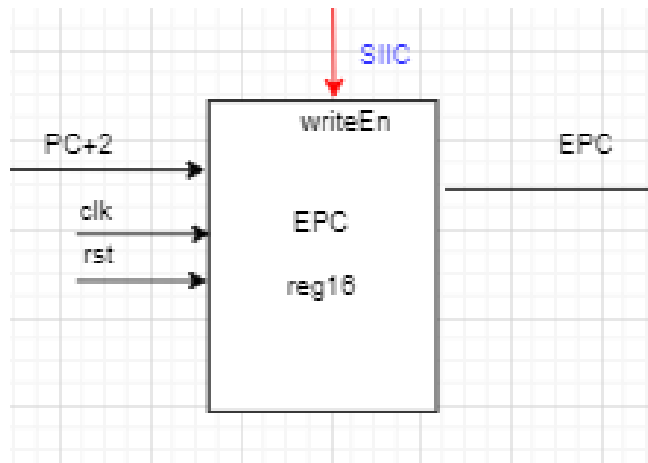 SIIC
writeEn
PC+2
EPC
clk
EPC
rst
reg16